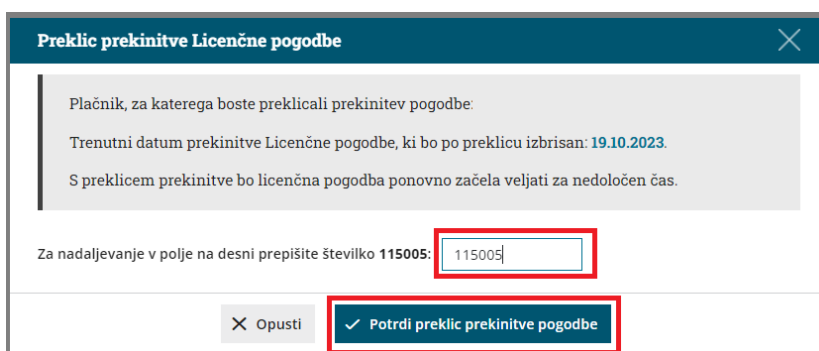 Preklic prekinitve Licenčne pogodbe
Plačnik, za katerega boste preklicali prekinitev pogodbe:
Trenutni datum prekinitve Licenčne pogodbe, ki bo po preklicu izbrisan: 19.10.2023.
S preklicem prekinitve bo licenčna pogodba ponovno začela veljati za nedoločen čas.
Za nadaljevanje v polje na desni prepišite številko 115005: 115005
Opusti Potrdi preklic prekinitve pogodbe